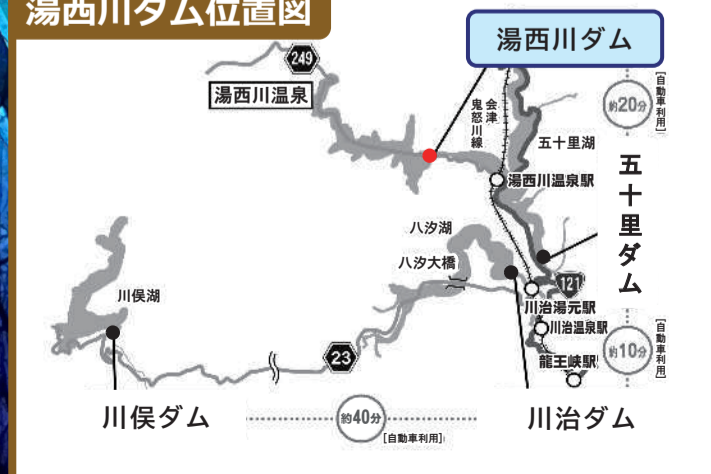 湯西川ダム位置図
湯西川ダム
249
湯西川温泉
会津
鬼怒川線
[自動車利用]
約20分
五十里湖
湯西川温泉駅
五十里ダム
八汐湖
八汐大橋
121
川俣湖
川治湯元駅
川治温泉駅
23
龍王峡駅
約10分
[自動車利用]
川俣ダム
約40分
[自動車利用]
川治ダム